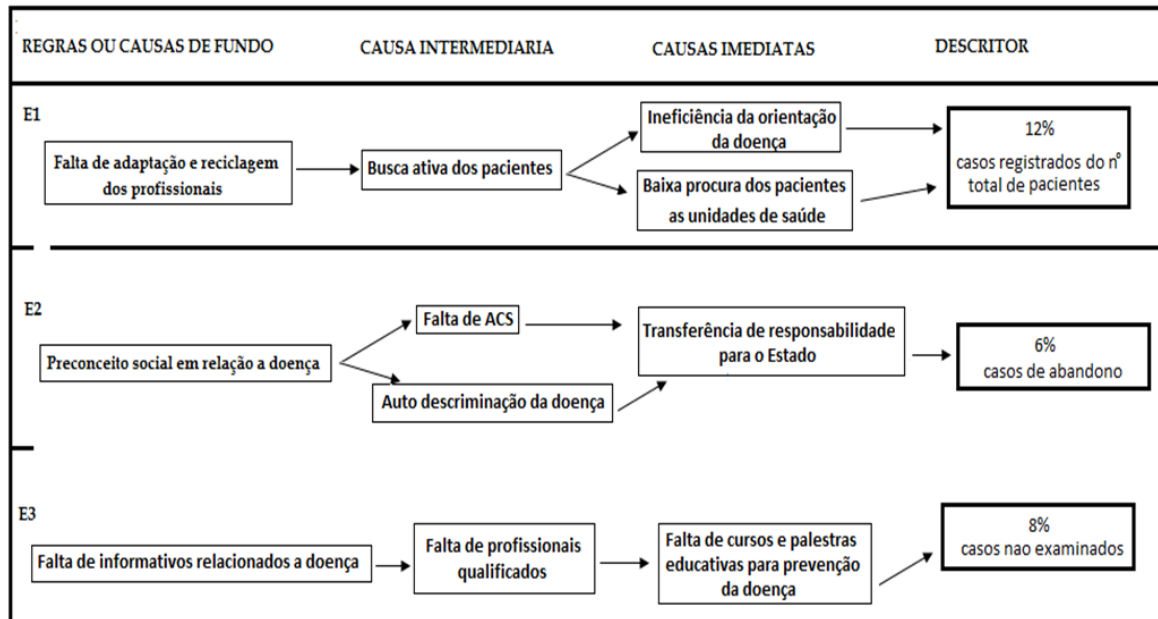 REGRAS OU CAUSAS DE FUNDO
CAUSA INTERMEDIARIA
CAUSAS IMEDIATAS
DESCRITOR
E1
Falta de adaptação e reciclagem
dos profissionais
Busca ativa dos pacientes
Ineficiência da orientação
da doença
Baixa procura dos pacientes
as unidades de saúde
12%
casos registrados do n°
total de pacientes
E2
Preconceito social em relação a doença
Falta de ACS
Auto descriminação da doença
Transferência de responsabilidade
para o Estado
6%
casos de abandono
E3
Falta de informativos relacionados a doença
Falta de profissionais
qualificados
Falta de cursos e palestras
educativas para prevenção
da doença
8%
casos nao examinados